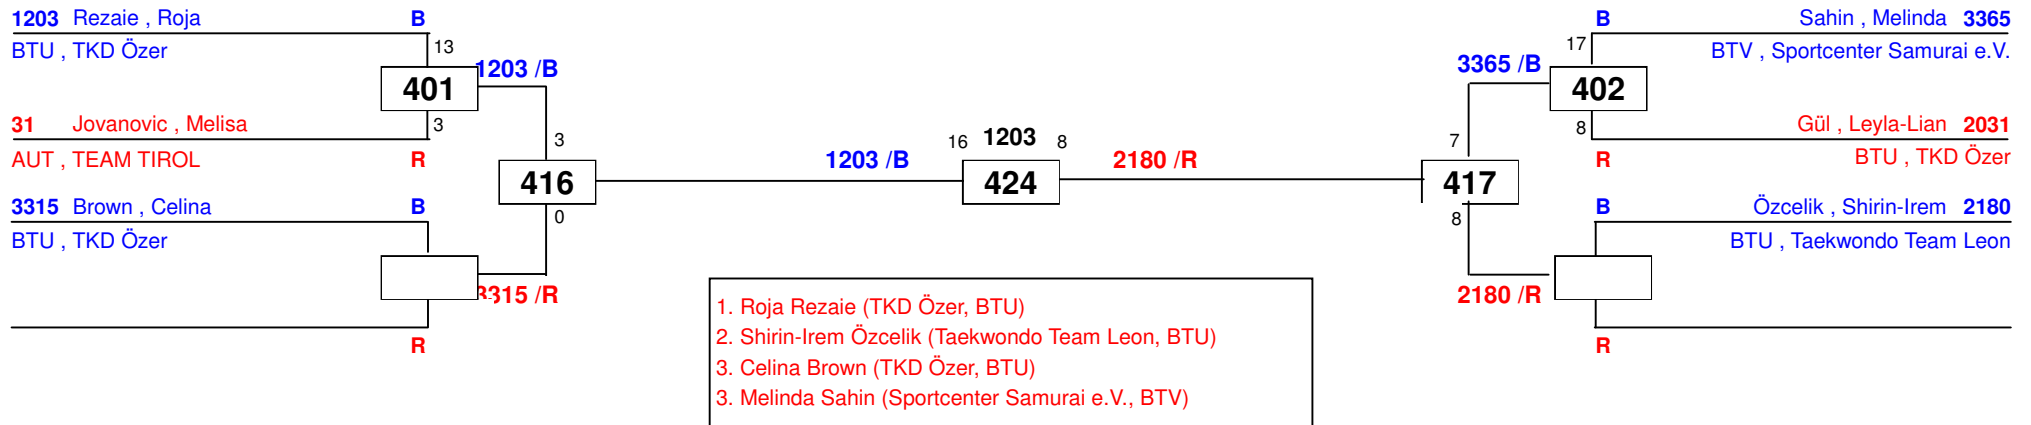 1203 Rezaie , Roja B
BTU , TKD Özer
13
401
1203 /B
31 Jovanovic , Melisa
3
AUT , TEAM TIROL R
3315 Brown , Celina B
BTU , TKD Özer
3315 /R
R
3
416
0
1203 /B
16 1203 8
424
2180 /R
7
417
8
B Sahin , Melinda 3365
17
BTV , Sportcenter Samurai e.V.
3365 /B
402
8
Gül , Leyla-Lian 2031
R BTU , TKD Özer
B Özcelik , Shirin-Irem 2180
BTU , Taekwondo Team Leon
2180 /R
R
1. Roja Rezaie (TKD Özer, BTU)
2. Shirin-Irem Özcelik (Taekwondo Team Leon, BTU)
3. Celina Brown (TKD Özer, BTU)
3. Melinda Sahin (Sportcenter Samurai e.V., BTV)